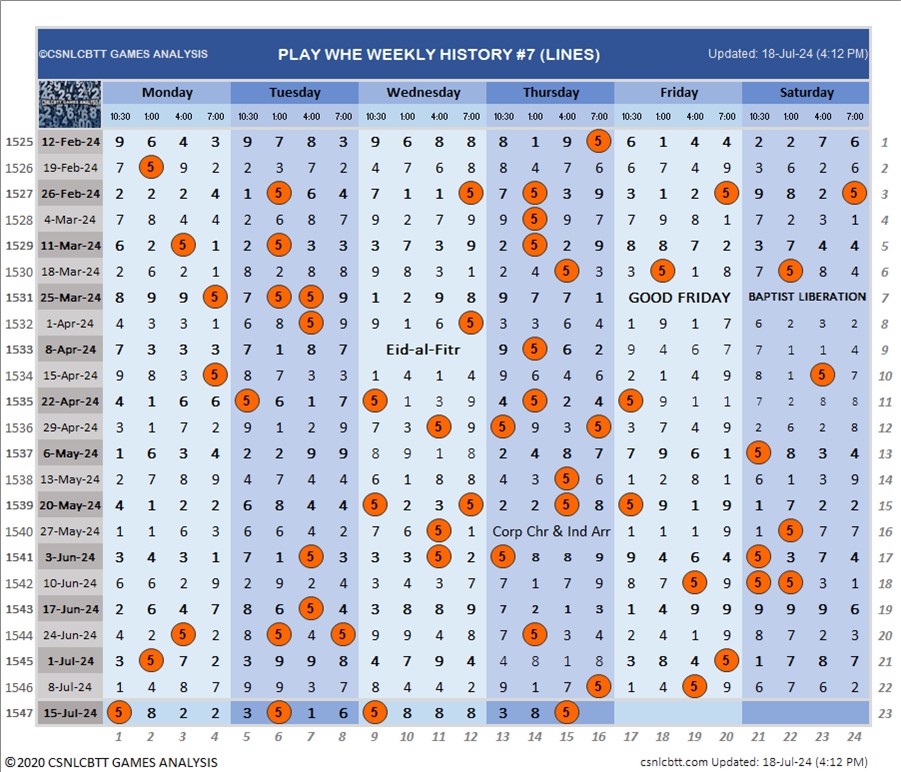 ©CSNLCBTT GAMES ANALYSIS PLAY WHE WEEKLY HISTORY #7 (LINES) Updated: 18-Jul-24 (4:12 PM)
Monday Tuesday Wednesday Thursday Friday Saturday
10:30 1:00 4:00 7:00 10:30 1:00 4:00 7:00 10:30 1:00 4:00 7:00 10:30 1:00 4:00 7:00 10:30 1:00 4:00 7:00 10:30 1:00 4:00 7:00
1525 12-Feb-24 9 6 4 3 9 7 8 3 9 6 8 8 8 1 9 5 6 1 4 4 2 2 7 6 1
1526 19-Feb-24 7 5 9 2 2 3 7 2 4 7 6 8 8 4 7 6 6 7 4 9 3 6 2 6 2
1527 26-Feb-24 2 2 2 4 1 5 6 4 7 1 1 5 7 5 3 9 3 1 2 5 9 8 2 5 3
1528 4-Mar-24 7 8 4 4 2 6 8 7 9 2 7 9 9 5 9 7 7 9 8 1 7 2 3 1 4
1529 11-Mar-24 6 2 5 1 2 5 3 3 3 7 3 9 2 5 2 9 8 8 7 2 3 7 4 4 5
1530 18-Mar-24 2 6 2 1 8 2 8 8 9 8 3 1 2 4 5 3 3 5 1 8 7 5 8 4 6
1531 25-Mar-24 8 9 9 5 7 5 5 9 1 2 9 8 9 7 7 1 GOOD FRIDAY BAPTIST LIBERATION 7
1532 1-Apr-24 4 3 3 1 6 8 5 9 9 1 6 5 3 3 6 4 1 9 1 7 6 2 3 2 8
1533 8-Apr-24 7 3 3 3 7 1 8 7 Eid-al-Fitr 9 5 6 2 9 4 6 7 7 1 1 4 9
1534 15-Apr-24 9 8 3 5 8 7 3 3 1 4 1 4 9 6 4 6 2 1 4 9 8 1 5 7 10
1535 22-Apr-24 4 1 6 6 5 6 1 7 5 1 3 9 4 5 2 4 5 9 1 1 7 2 8 8 11
1536 29-Apr-24 3 1 7 2 9 1 2 9 3 7 5 9 5 9 3 5 3 7 4 9 2 6 2 8 12
1537 6-May-24 1 6 3 4 2 2 9 9 8 9 1 8 2 4 8 7 7 9 6 1 5 8 3 4 13
1538 13-May-24 2 7 8 9 4 7 4 4 6 1 8 8 4 3 5 6 1 2 8 1 6 1 3 9 14
1539 20-May-24 4 1 2 2 6 8 4 4 5 2 3 5 2 2 5 8 5 9 1 9 1 7 2 2 15
1540 27-May-24 1 1 6 3 6 6 4 2 7 6 5 1 Corp Chr & Ind Arr 1 1 1 9 1 5 7 7 16
1541 3-Jun-24 3 4 3 1 7 1 5 3 3 3 5 2 5 8 8 9 9 4 6 4 5 3 7 4 17
1542 10-Jun-24 6 6 2 9 2 9 2 4 3 4 3 7 7 1 7 9 8 7 5 9 5 5 3 1 18
1543 17-Jun-24 2 6 4 7 8 6 5 4 3 8 8 9 7 2 1 3 1 4 9 9 9 9 9 6 19
1544 24-Jun-24 4 2 5 2 8 5 4 5 9 9 4 8 7 5 3 4 2 4 1 9 8 7 2 3 20
1545 1-Jul-24 3 5 7 2 3 9 9 8 4 7 9 4 4 8 1 8 3 8 4 5 1 7 8 7 21
1546 8-Jul-24 1 4 8 7 9 9 3 7 8 4 4 2 9 1 7 5 1 4 5 9 6 7 6 2 22
1547 15-Jul-24 5 8 2 2 3 5 1 6 5 8 8 8 3 8 5 23
1 2 3 4 5 6 7 8 9 10 11 12 13 14 15 16 17 18 19 20 21 22 23 24
©2020 CSNLCBTT GAMES ANALYSIS csnlcbtt.com Updated: 18-Jul-24 (4:12 PM)